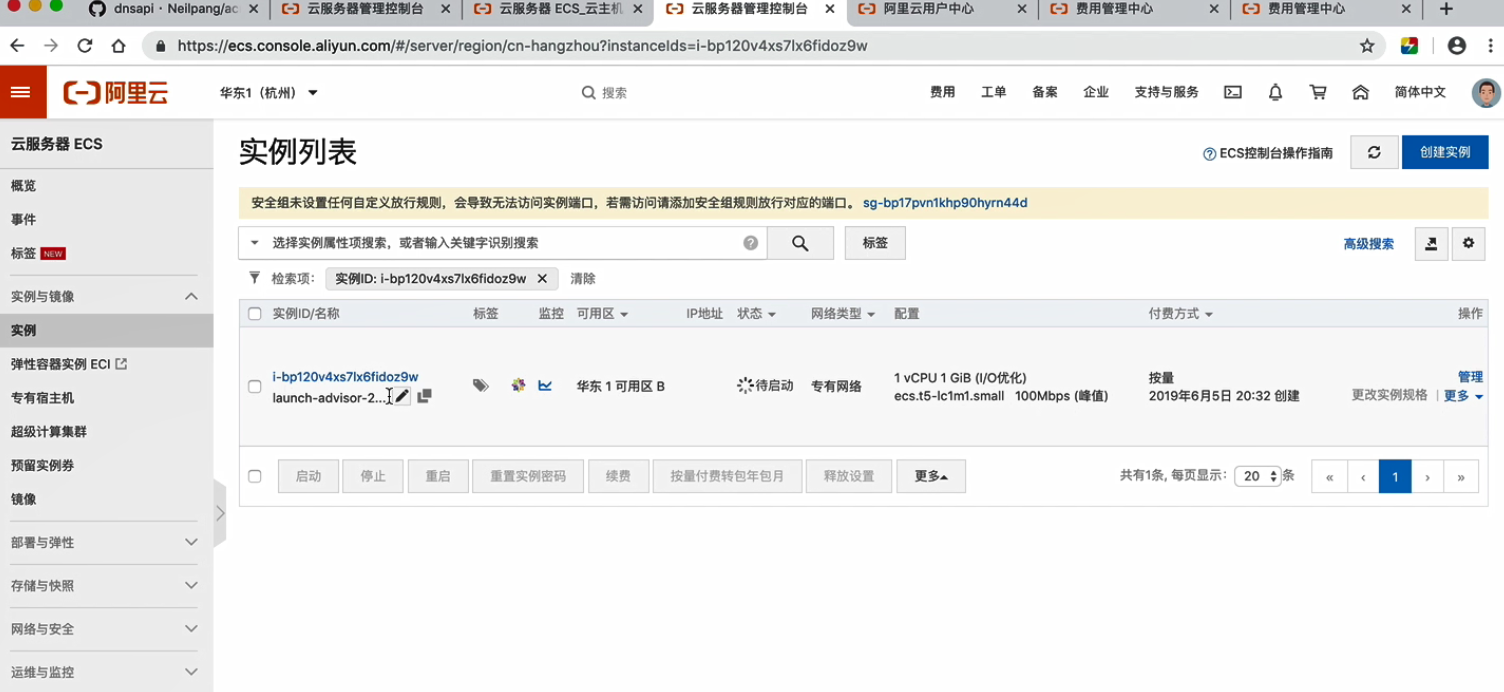 dnsapi · Neilpang/ac
云服务器管理控制台
云服务器 ECS_云主机
云服务器管理控制台
阿里云用户中心
费用管理中心
费用管理中心
https://ecs.console.aliyun.com/#/server/region/cn-hangzhou?instanceIds=i-bp120v4xs7lx6fidoz9w
阿里云
华东1（杭州）
搜索
费用
工单
备案
企业
支持与服务
简体中文
云服务器 ECS
概览
事件
标签 NEW
实例与镜像
实例
弹性容器实例 ECI
专有宿主机
超级计算集群
预留实例券
镜像
部署与弹性
存储与快照
网络与安全
运维与监控
实例列表
ECS控制台操作指南
创建实例
安全组未设置任何自定义放行规则，会导致无法访问实例端口，若需访问请添加安全组规则放行对应的端口。 sg-bp17pvn1khp90hyrn44d
选择实例属性项搜索，或者输入关键字识别搜索
标签
高级搜索
检索项： 实例ID: i-bp120v4xs7lx6fidoz9w 清除
实例ID/名称 标签 监控 可用区 IP地址 状态 网络类型 配置 付费方式 操作
i-bp120v4xs7lx6fidoz9w
launch-advisor-2...
华东 1 可用区 B
待启动
专有网络
1 vCPU 1 GiB (I/O优化)
ecs.t5-lc1m1.small 100Mbps (峰值)
按量
2019年6月5日 20:32 创建
管理
更改实例规格 | 更多
启动 停止 重启 重置实例密码 续费 按量付费转包年包月 释放设置 更多
共有1条, 每页显示: 20 条 « ‹ 1 › »